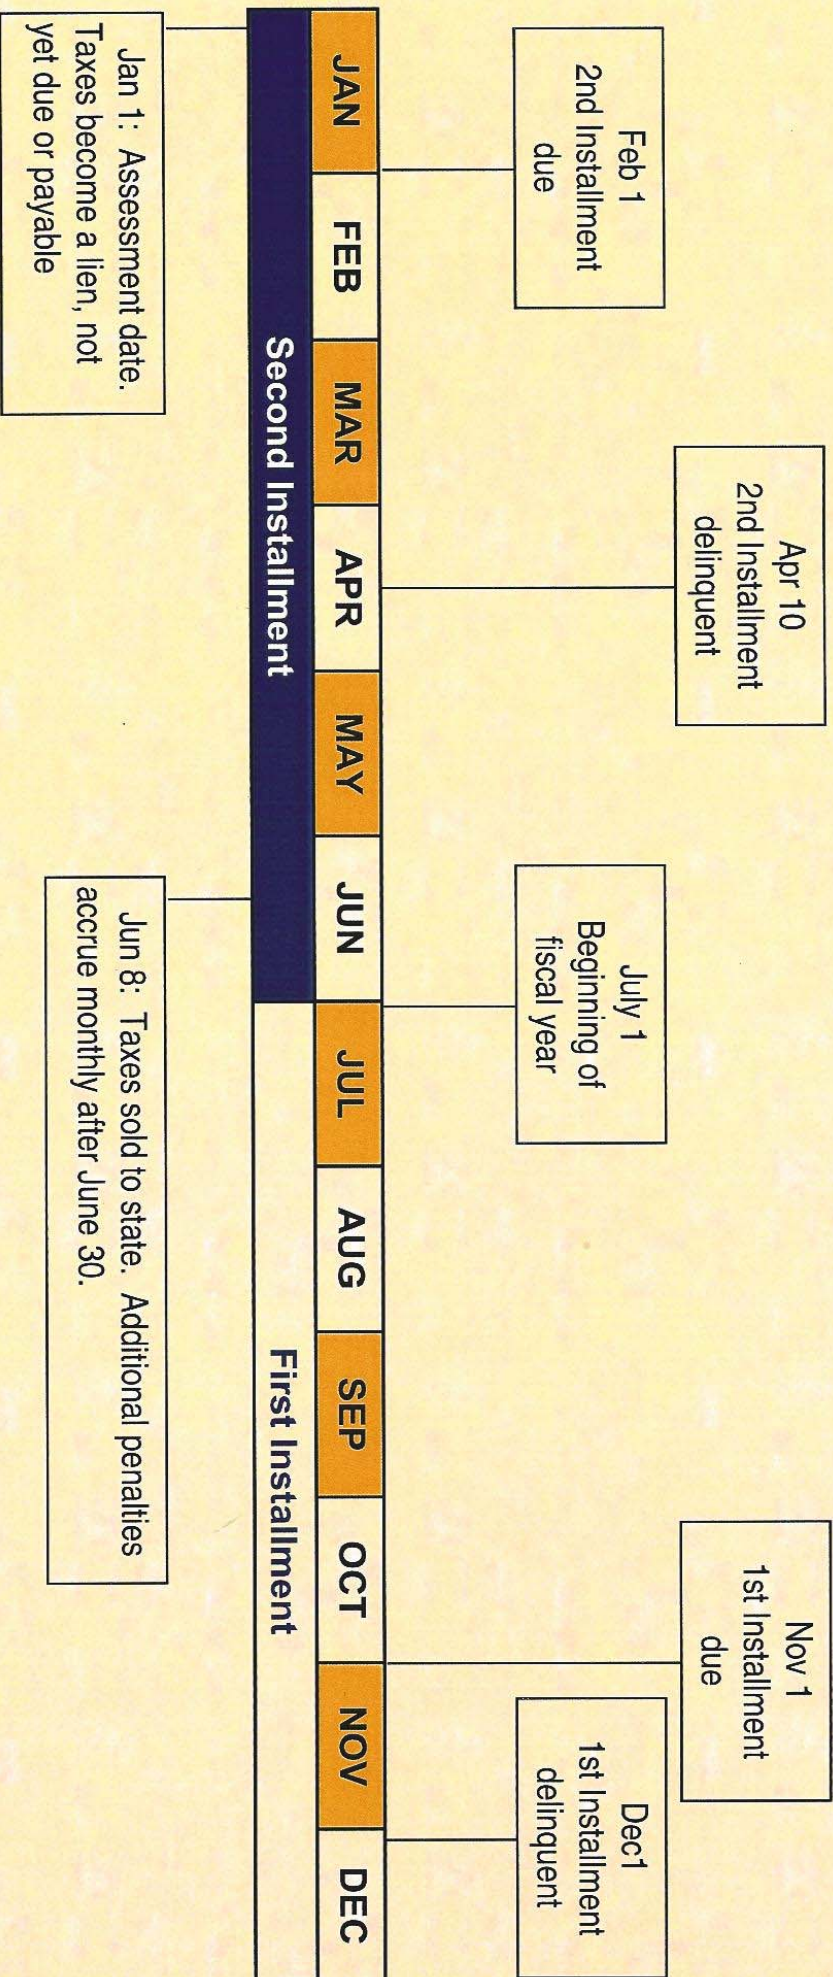 Feb 1
2nd Installment
due
Apr 10
2nd Installment
delinquent
July 1
Beginning of
fiscal year
Nov 1
1st Installment
due
Dec1
1st Installment
delinquent
JAN FEB MAR APR MAY JUN JUL AUG SEP OCT NOV DEC
Second Installment First Installment
Jan 1: Assessment date.
Taxes become a lien, not
yet due or payable
Jun 8: Taxes sold to state. Additional penalties
accrue monthly after June 30.